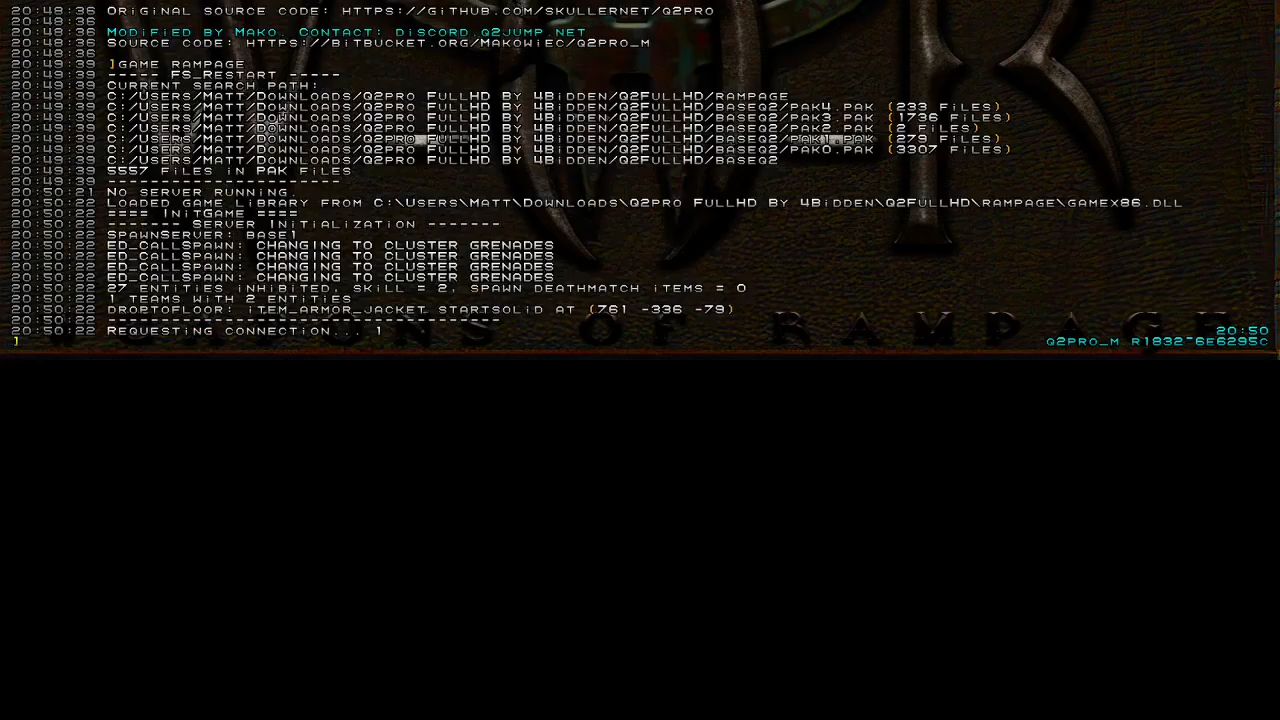 20:48:36 Original source code: https://github.com/skullernet/q2pro
20:48:36
20:48:36 Modified by Mako. Contact: discord.q2jump.net
20:48:36 Source code: https://bitbucket.org/Makowiec/q2pro_m
20:48:36
20:49:39 ]game rampage
20:49:39 ----- FS_Restart -----
20:49:39 Current search path:
20:49:39 C:/Users/Matt/Downloads/Q2PRO FullHD by 4Bidden/Q2FullHD/rampage
20:49:39 C:/Users/Matt/Downloads/Q2PRO FullHD by 4Bidden/Q2FullHD/baseq2/pak4.pak (233 files)
20:49:39 C:/Users/Matt/Downloads/Q2PRO FullHD by 4Bidden/Q2FullHD/baseq2/pak3.pak (1736 files)
20:49:39 C:/Users/Matt/Downloads/Q2PRO FullHD by 4Bidden/Q2FullHD/baseq2/pak2.pak (2 files)
20:49:39 C:/Users/Matt/Downloads/Q2PRO FullHD by 4Bidden/Q2FullHD/baseq2/pak1.pak (279 files)
20:49:39 C:/Users/Matt/Downloads/Q2PRO FullHD by 4Bidden/Q2FullHD/baseq2/pak0.pak (3307 files)
20:49:39 C:/Users/Matt/Downloads/Q2PRO FullHD by 4Bidden/Q2FullHD/baseq2
20:49:39 5557 files in PAK files
20:49:39 ----------------------
20:50:21 No server running.
20:50:22 Loaded game library from C:\Users\Matt\Downloads\Q2PRO FullHD by 4Bidden\Q2FullHD\rampage\gamex86.dll
20:50:22 ==== InitGame ====
20:50:22 ------- Server Initialization -------
20:50:22 SpawnServer: base1
20:50:22 ED_CallSpawn: changing to Cluster Grenades
20:50:22 ED_CallSpawn: changing to Cluster Grenades
20:50:22 ED_CallSpawn: changing to Cluster Grenades
20:50:22 ED_CallSpawn: changing to Cluster Grenades
20:50:22 27 entities inhibited, skill = 2, spawn deathmatch items = 0
20:50:22 1 teams with 2 entities
20:50:22 droptofloor: item_armor_jacket startsolid at (761 -336 -79)
20:50:22 -------------------------------------
20:50:22 Requesting connection... 1
]
20:50
q2pro_m r1832~6e6295c
WEAPONS OF RAMPAGE
WOR